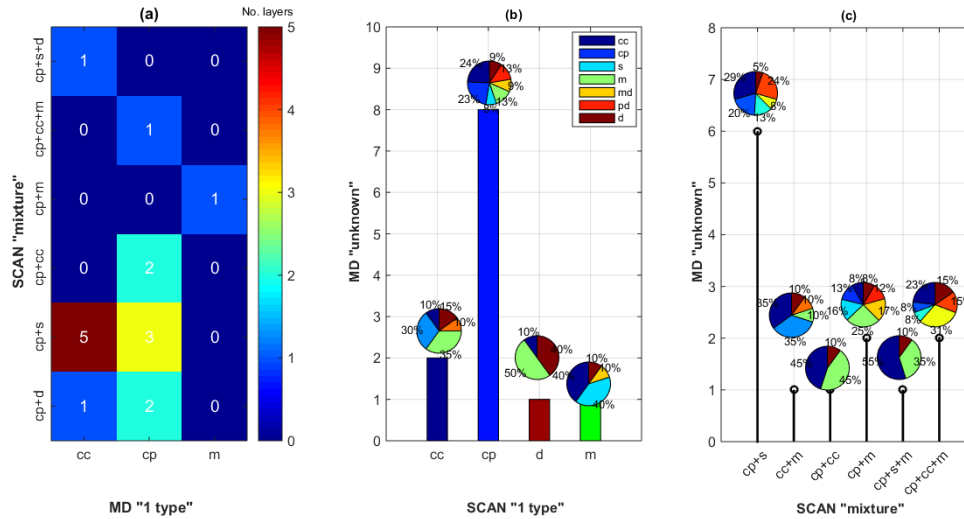 (a)
No. layers
SCAN "mixture"
cp+s+d
cp+cc+m
cp+m
cp+cc
cp+s
cp+d
1 0 0
0 1 0
0 0 1
0 2 0
5 3 0
1 2 0
cc cp m
MD "1 type"
5
4
3
2
1
0
(b)
MD "unknown"
10
9
8
7
6
5
4
3
2
1
0
cc
cp
s
m
md
pd
d
24% 9% 13% 9% 13% 8% 23%
10% 15% 10% 35% 30%
10% 40% 40% 50%
10% 10% 40%
cc cp d m
SCAN "1 type"
(c)
MD "unknown"
8
7
6
5
4
3
2
1
0
29% 5% 24% 8% 13% 20%
10% 10% 10% 35% 35%
10% 45% 45%
8% 8% 12% 17% 25% 16% 13%
10% 35% 55%
23% 15% 15% 31% 8% 8%
cp+s
cc+m
cp+cc
cp+m
cp+s+m
cp+cc+m
SCAN "mixture"